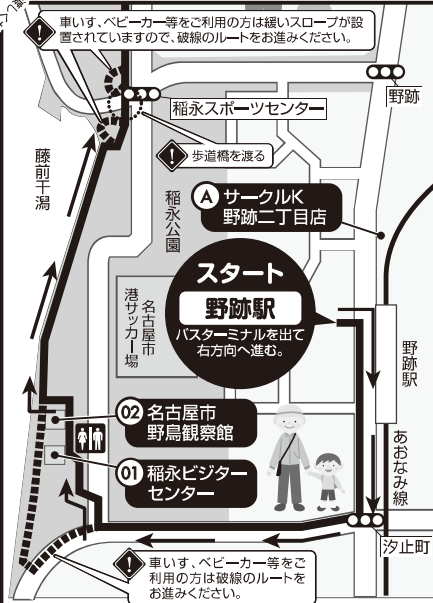 車いす、ベビーカー等をご利用の方は緩いスロープが設
置されていますので、破線のルートをお進みください。
野跡
稲永スポーツセンター
歩道橋を渡る
藤前干潟
稲永公園
A サークルK
野跡二丁目店
スタート
野跡駅
バスターミナルを出て
右方向へ進む。
名古屋市
港サッカー場
野跡駅
あおなみ線
02 名古屋市
野鳥観察館
01 稲永ビジター
センター
汐止町
車いす、ベビーカー等をご
利用の方は破線のルートを
お進みください。